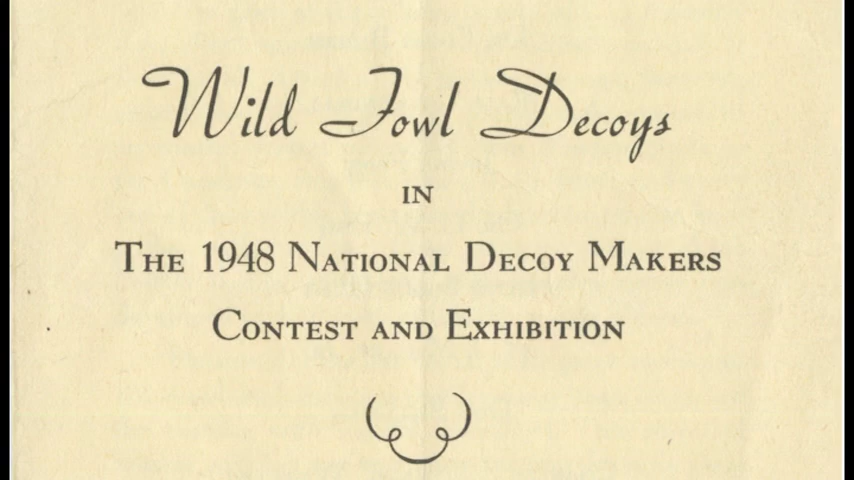 Wild Fowl Decoys
IN
THE 1948 NATIONAL DECOY MAKERS
CONTEST AND EXHIBITION